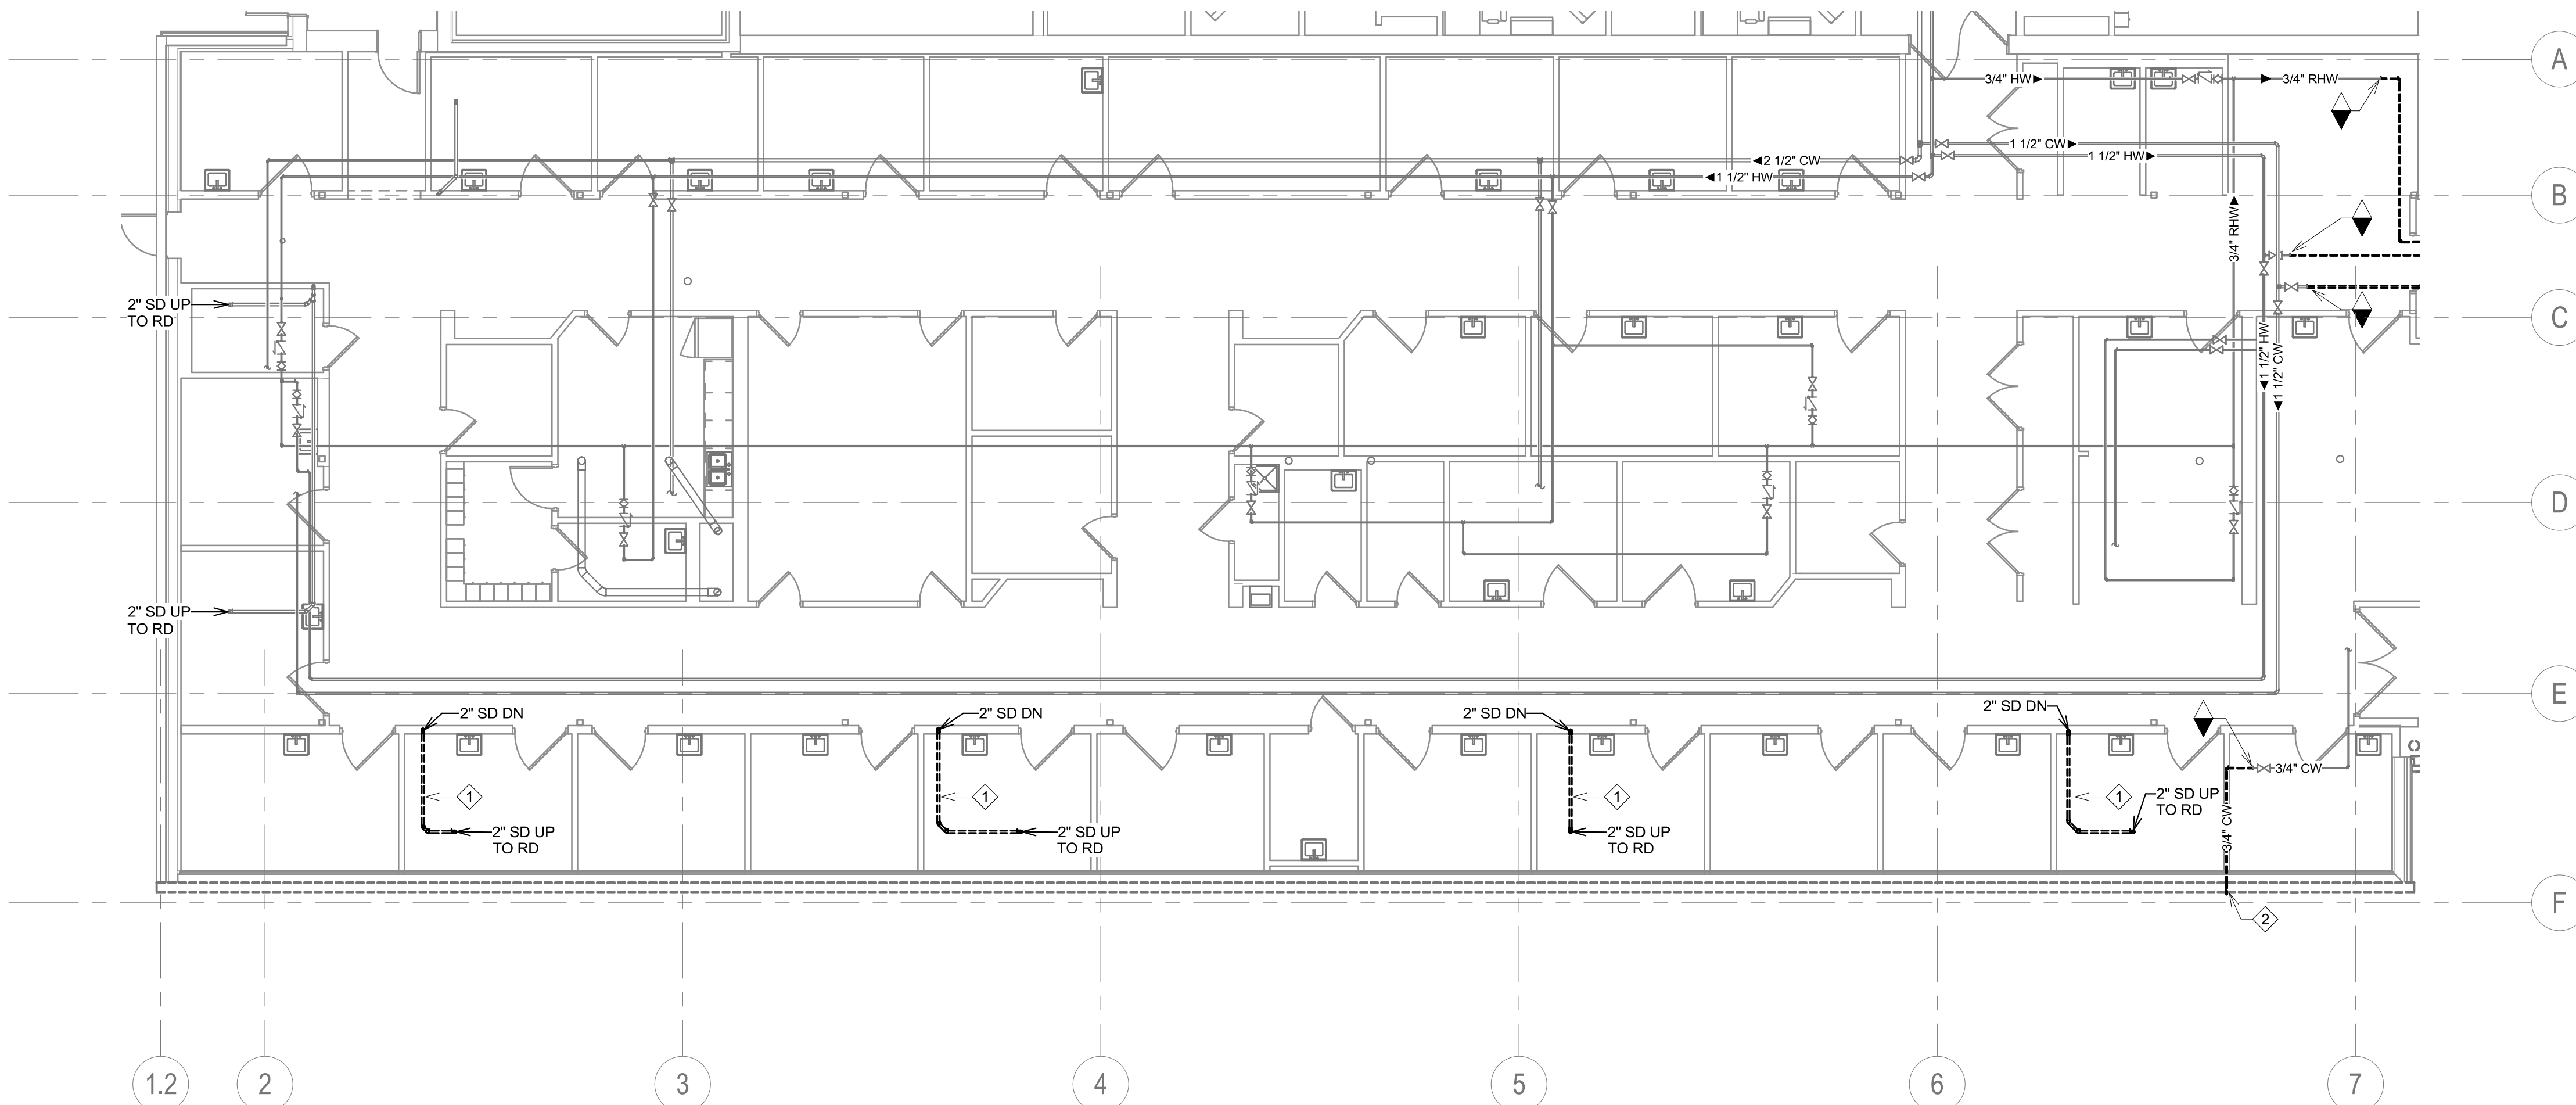 A
3/4" HW
3/4" RHW
1 1/2" CW
1 1/2" HW
2 1/2" CW
1 1/2" HW
B
3/4" RHW
2" SD UP
TO RD
C
1 1/2" HW
1 1/2" CW
D
2" SD UP
TO RD
E
2" SD DN
2" SD DN
2" SD DN
2" SD DN
3/4" CW
1
1
1
1
2" SD UP
TO RD
3/4" CW
2" SD UP
TO RD
2" SD UP
TO RD
2" SD UP
TO RD
F
2
1.2
2
3
4
5
6
7